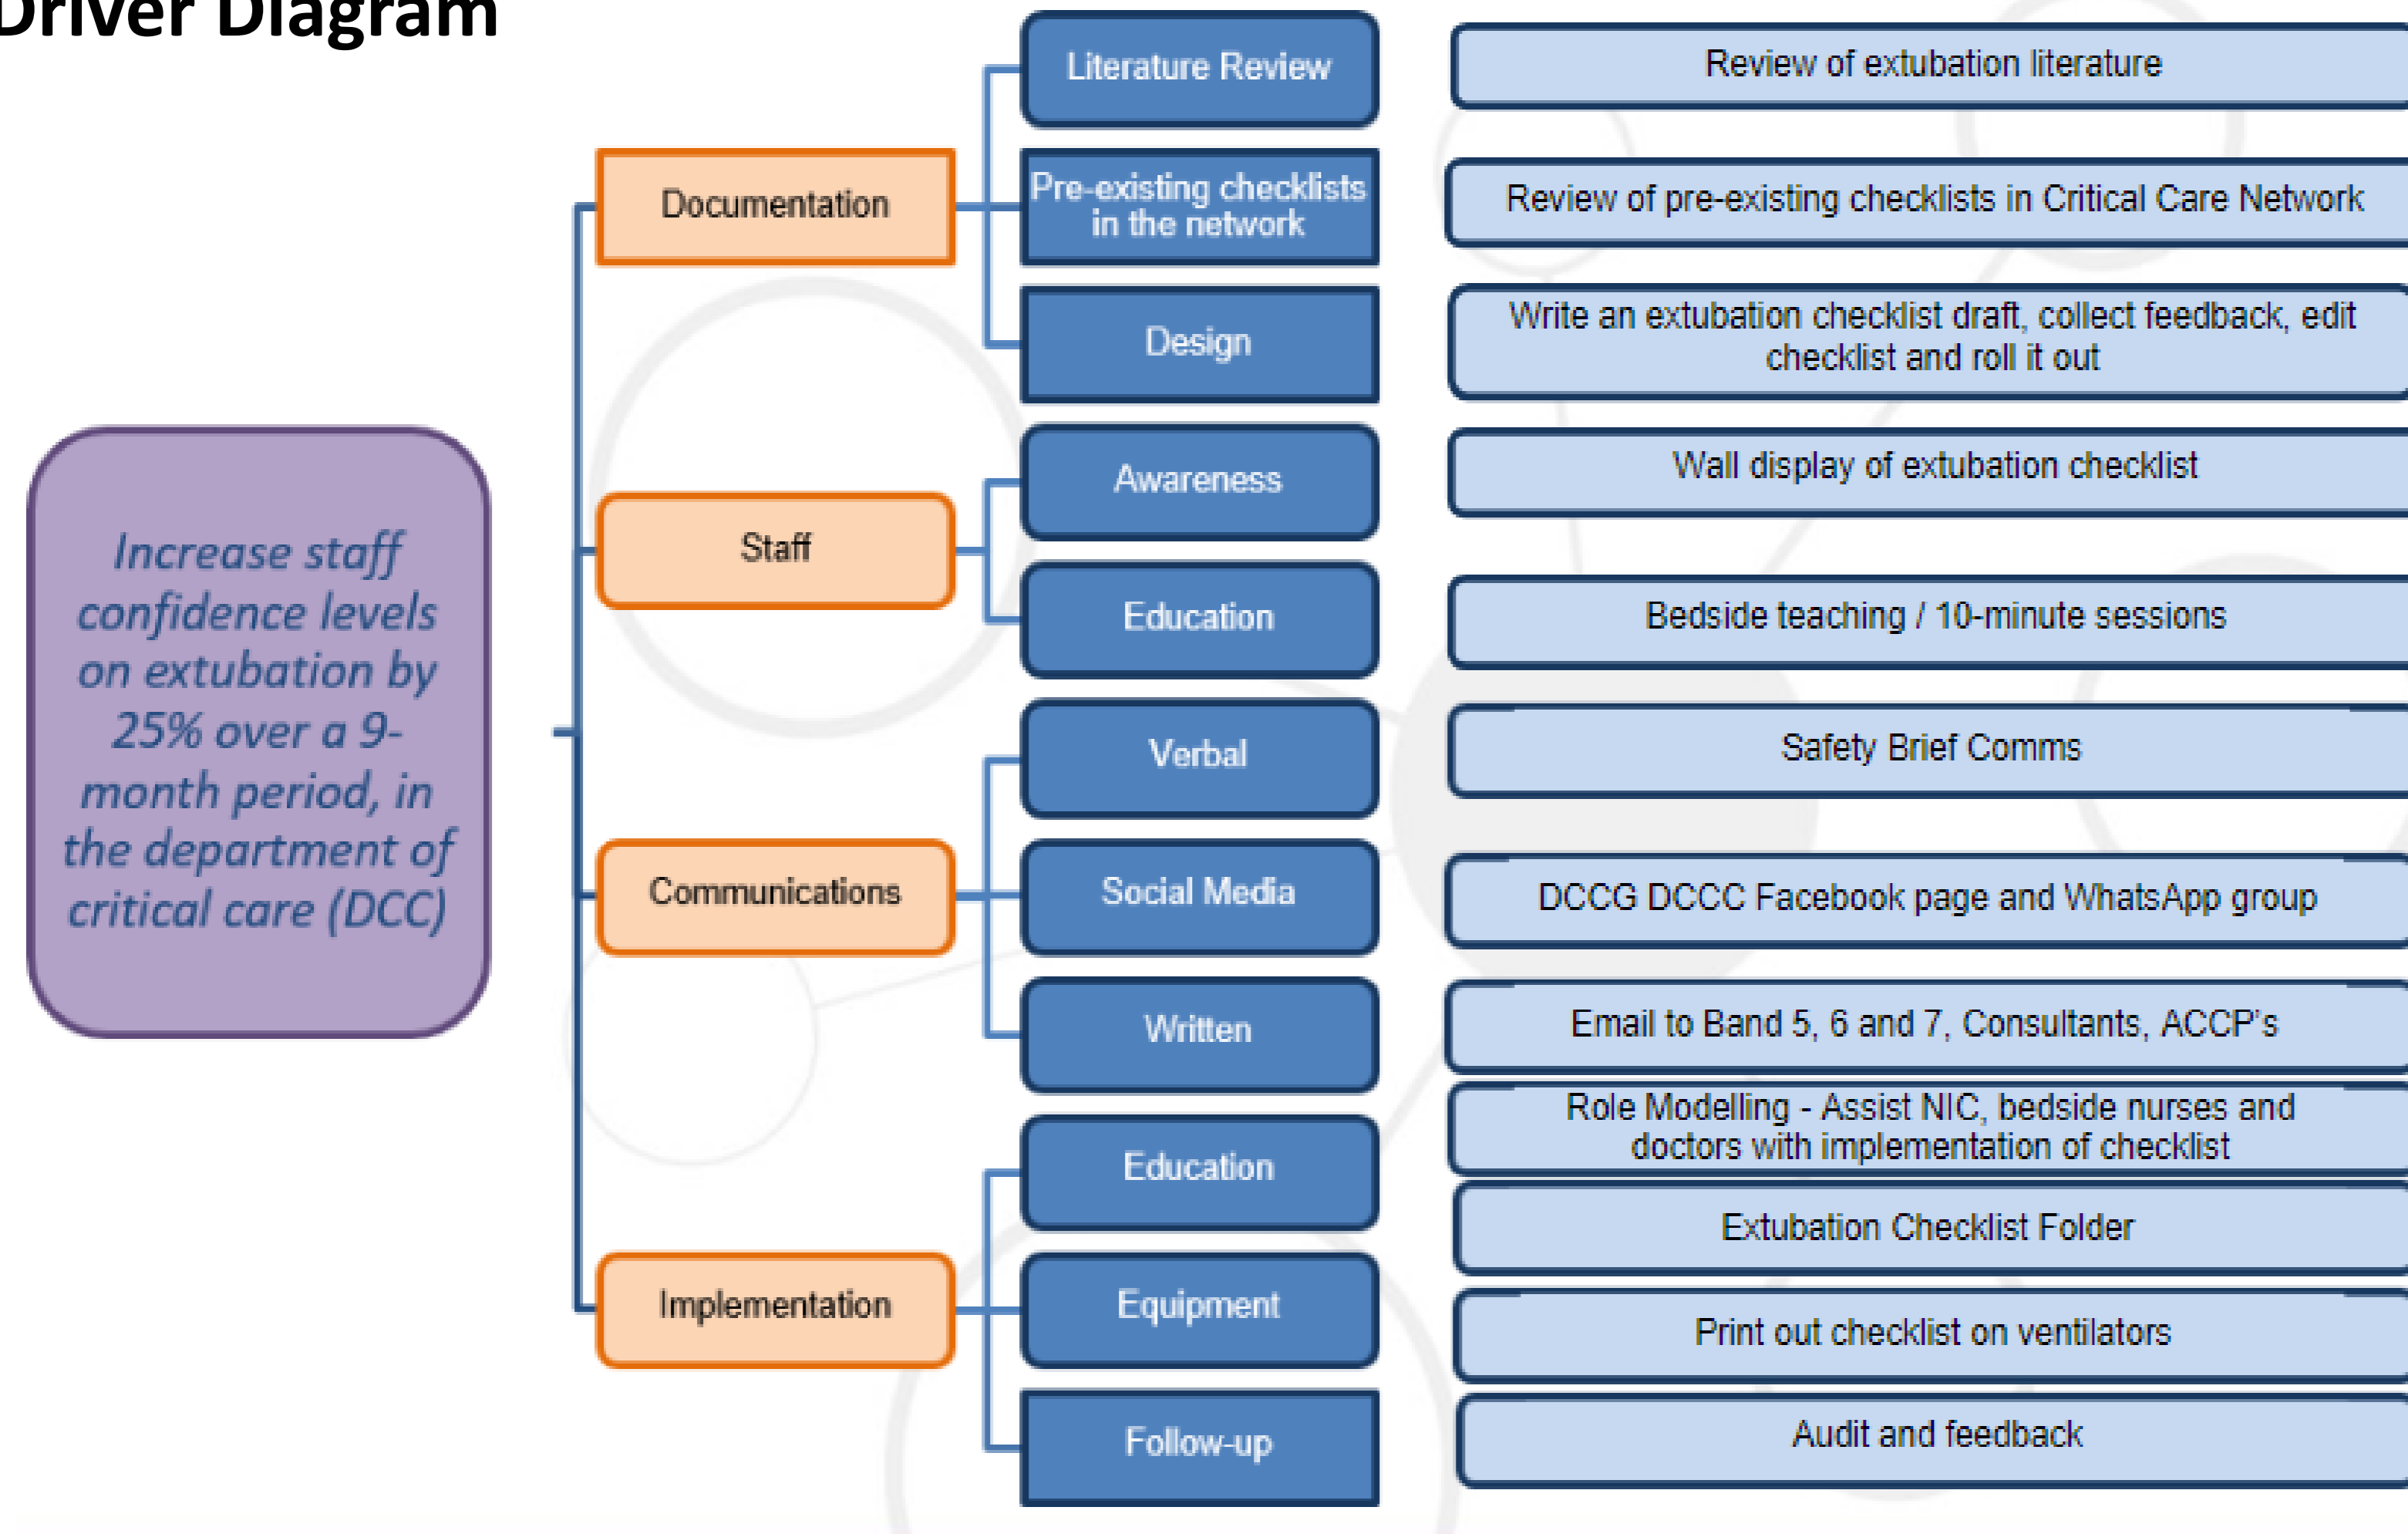 Driver Diagram
Increase staff
confidence levels
on extubation by
25% over a 9-
month period, in
the department of
critical care (DCC)
Documentation
Staff
Communications
Implementation
Literature Review
Pre-existing checklists
in the network
Design
Awareness
Education
Verbal
Social Media
Written
Education
Equipment
Follow-up
Review of extubation literature
Review of pre-existing checklists in Critical Care Network
Write an extubation checklist draft, collect feedback, edit
checklist and roll it out
Wall display of extubation checklist
Bedside teaching / 10-minute sessions
Safety Brief Comms
DCCG DCCC Facebook page and WhatsApp group
Email to Band 5, 6 and 7, Consultants, ACCP's
Role Modelling - Assist NIC, bedside nurses and
doctors with implementation of checklist
Extubation Checklist Folder
Print out checklist on ventilators
Audit and feedback